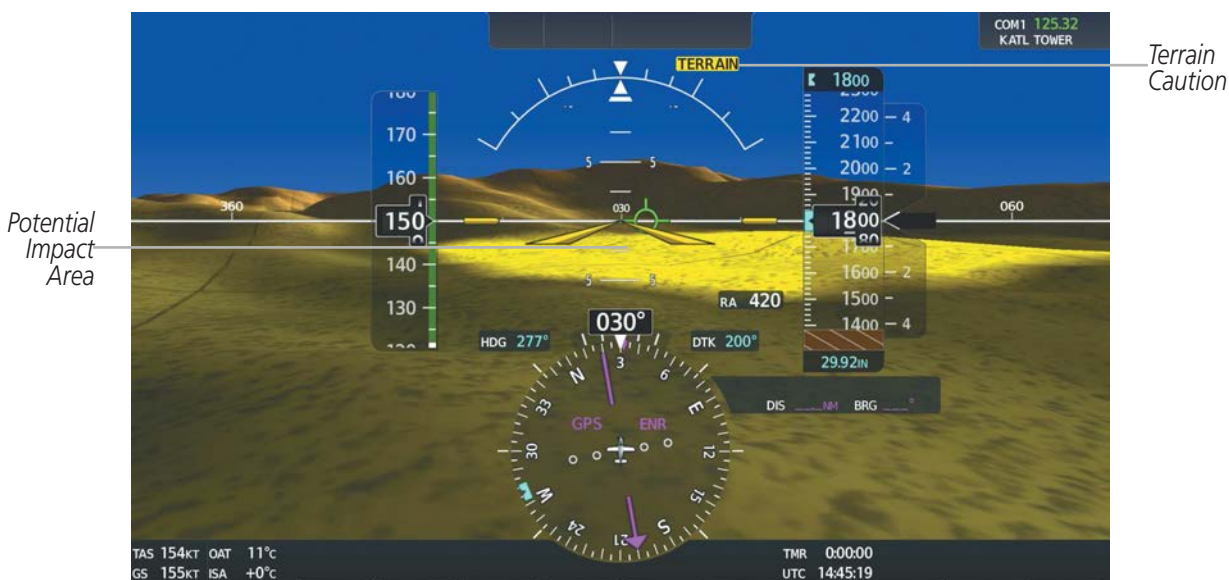 COM1 125.32
KATL TOWER
TERRAIN
Terrain
Caution
Potential
Impact
Area
170
160
150
140
130
360
060
5 5
030
5 5
1800
2200
2100
2000
1900
1800
1600
1500
1400
4
2
2
4
RA 420
29.92IN
030°
HDG 277°
DTK 200°
DIS ___NM BRG ___°
N 3 6 E 12 15 S 21 24 W 30 33
GPS ENR
TAS 154KT OAT 11°C
GS 155KT ISA +0°C
TMR 0:00:00
UTC 14:45:19